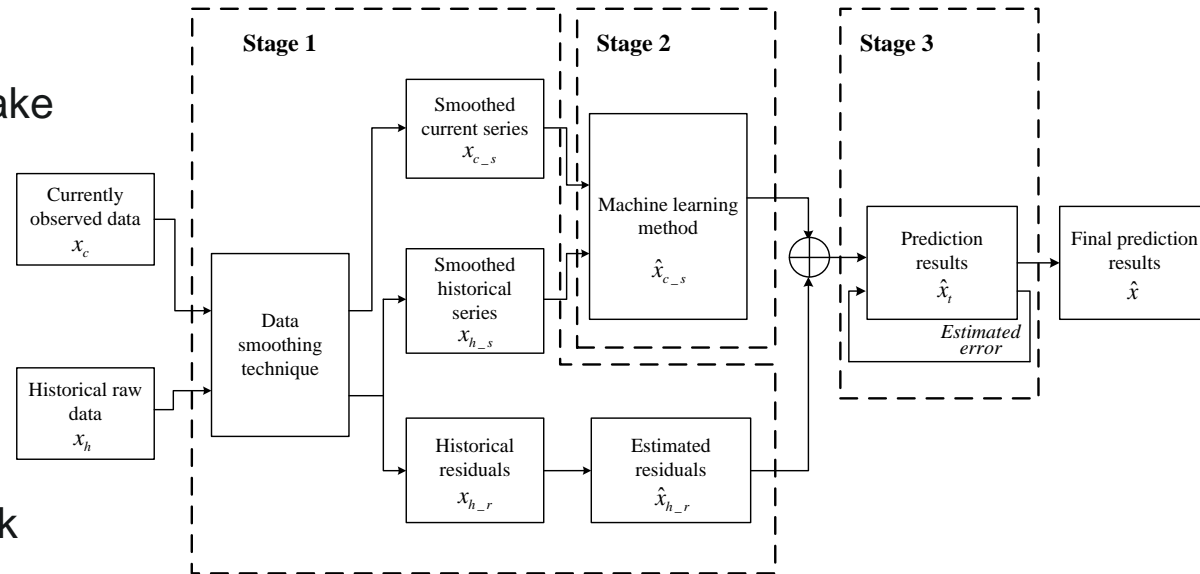 ake
k
Stage 1
Stage 2
Stage 3
Currently
observed data
x_c
Historical raw
data
x_h
Data
smoothing
technique
Smoothed
current series
x_{c_s}
Smoothed
historical
series
x_{h_s}
Historical
residuals
x_{h_r}
Estimated
residuals
x̂_{h_r}
Machine learning
method
x̂_{c_s}
Prediction
results
x̂_t
Estimated
error
Final prediction
results
x̂